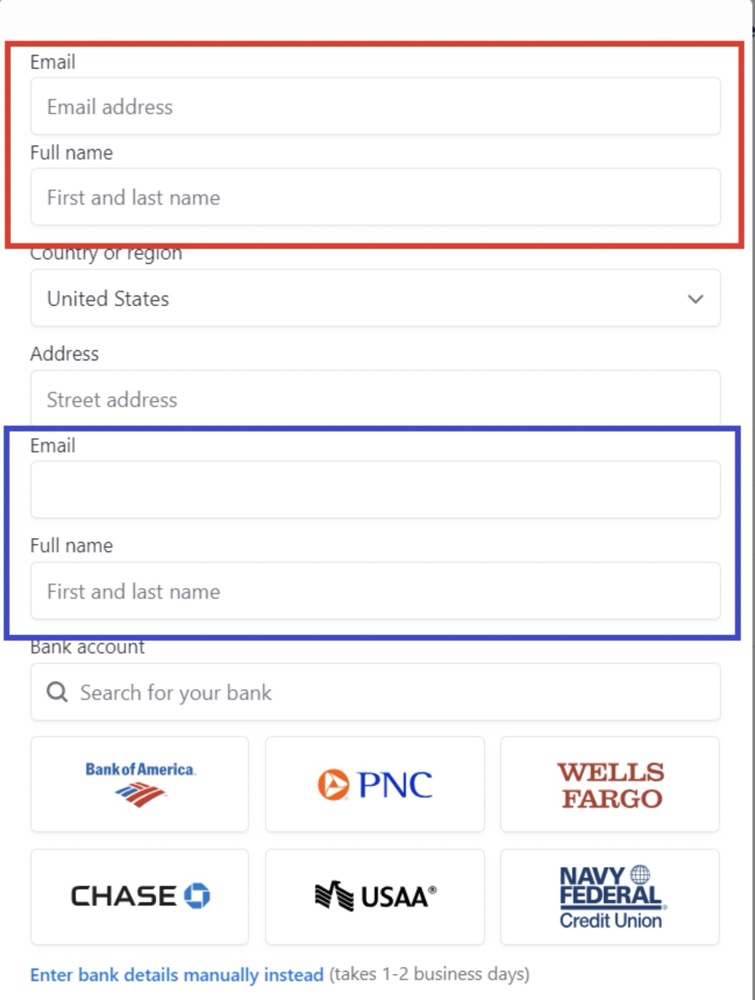 Email
Email address
Full name
First and last name
Country or region
United States
Address
Street address
Email
Full name
First and last name
Bank account
Search for your bank
Bank of America
PNC
WELLS
FARGO
CHASE
USAA®
NAVY
FEDERAL
Credit Union
Enter bank details manually instead (takes 1-2 business days)